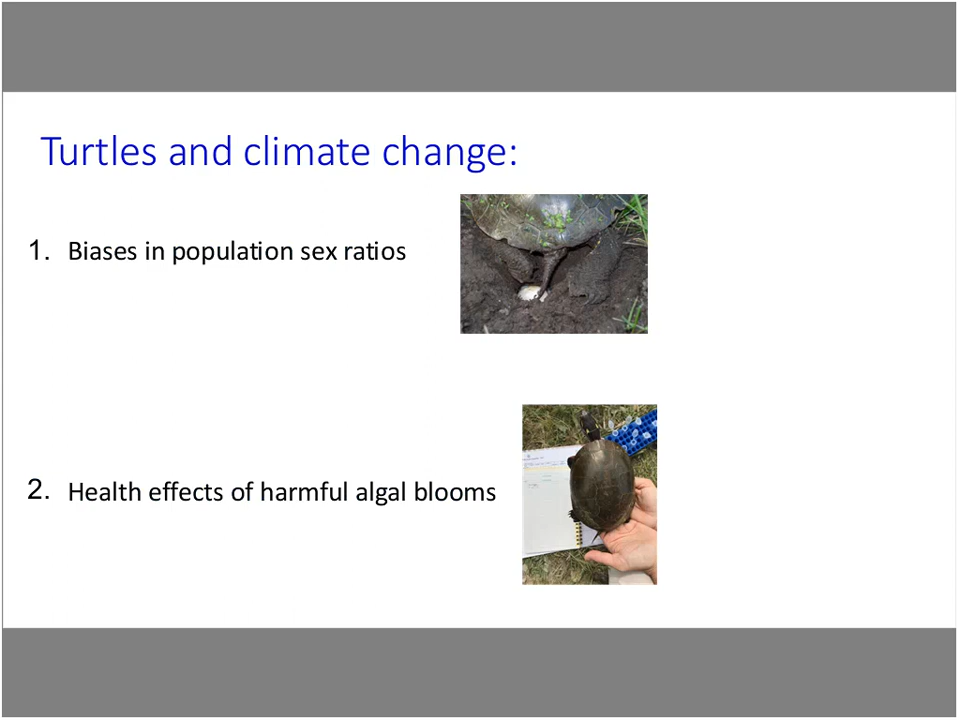 Turtles and climate change:
1. Biases in population sex ratios
2. Health effects of harmful algal blooms